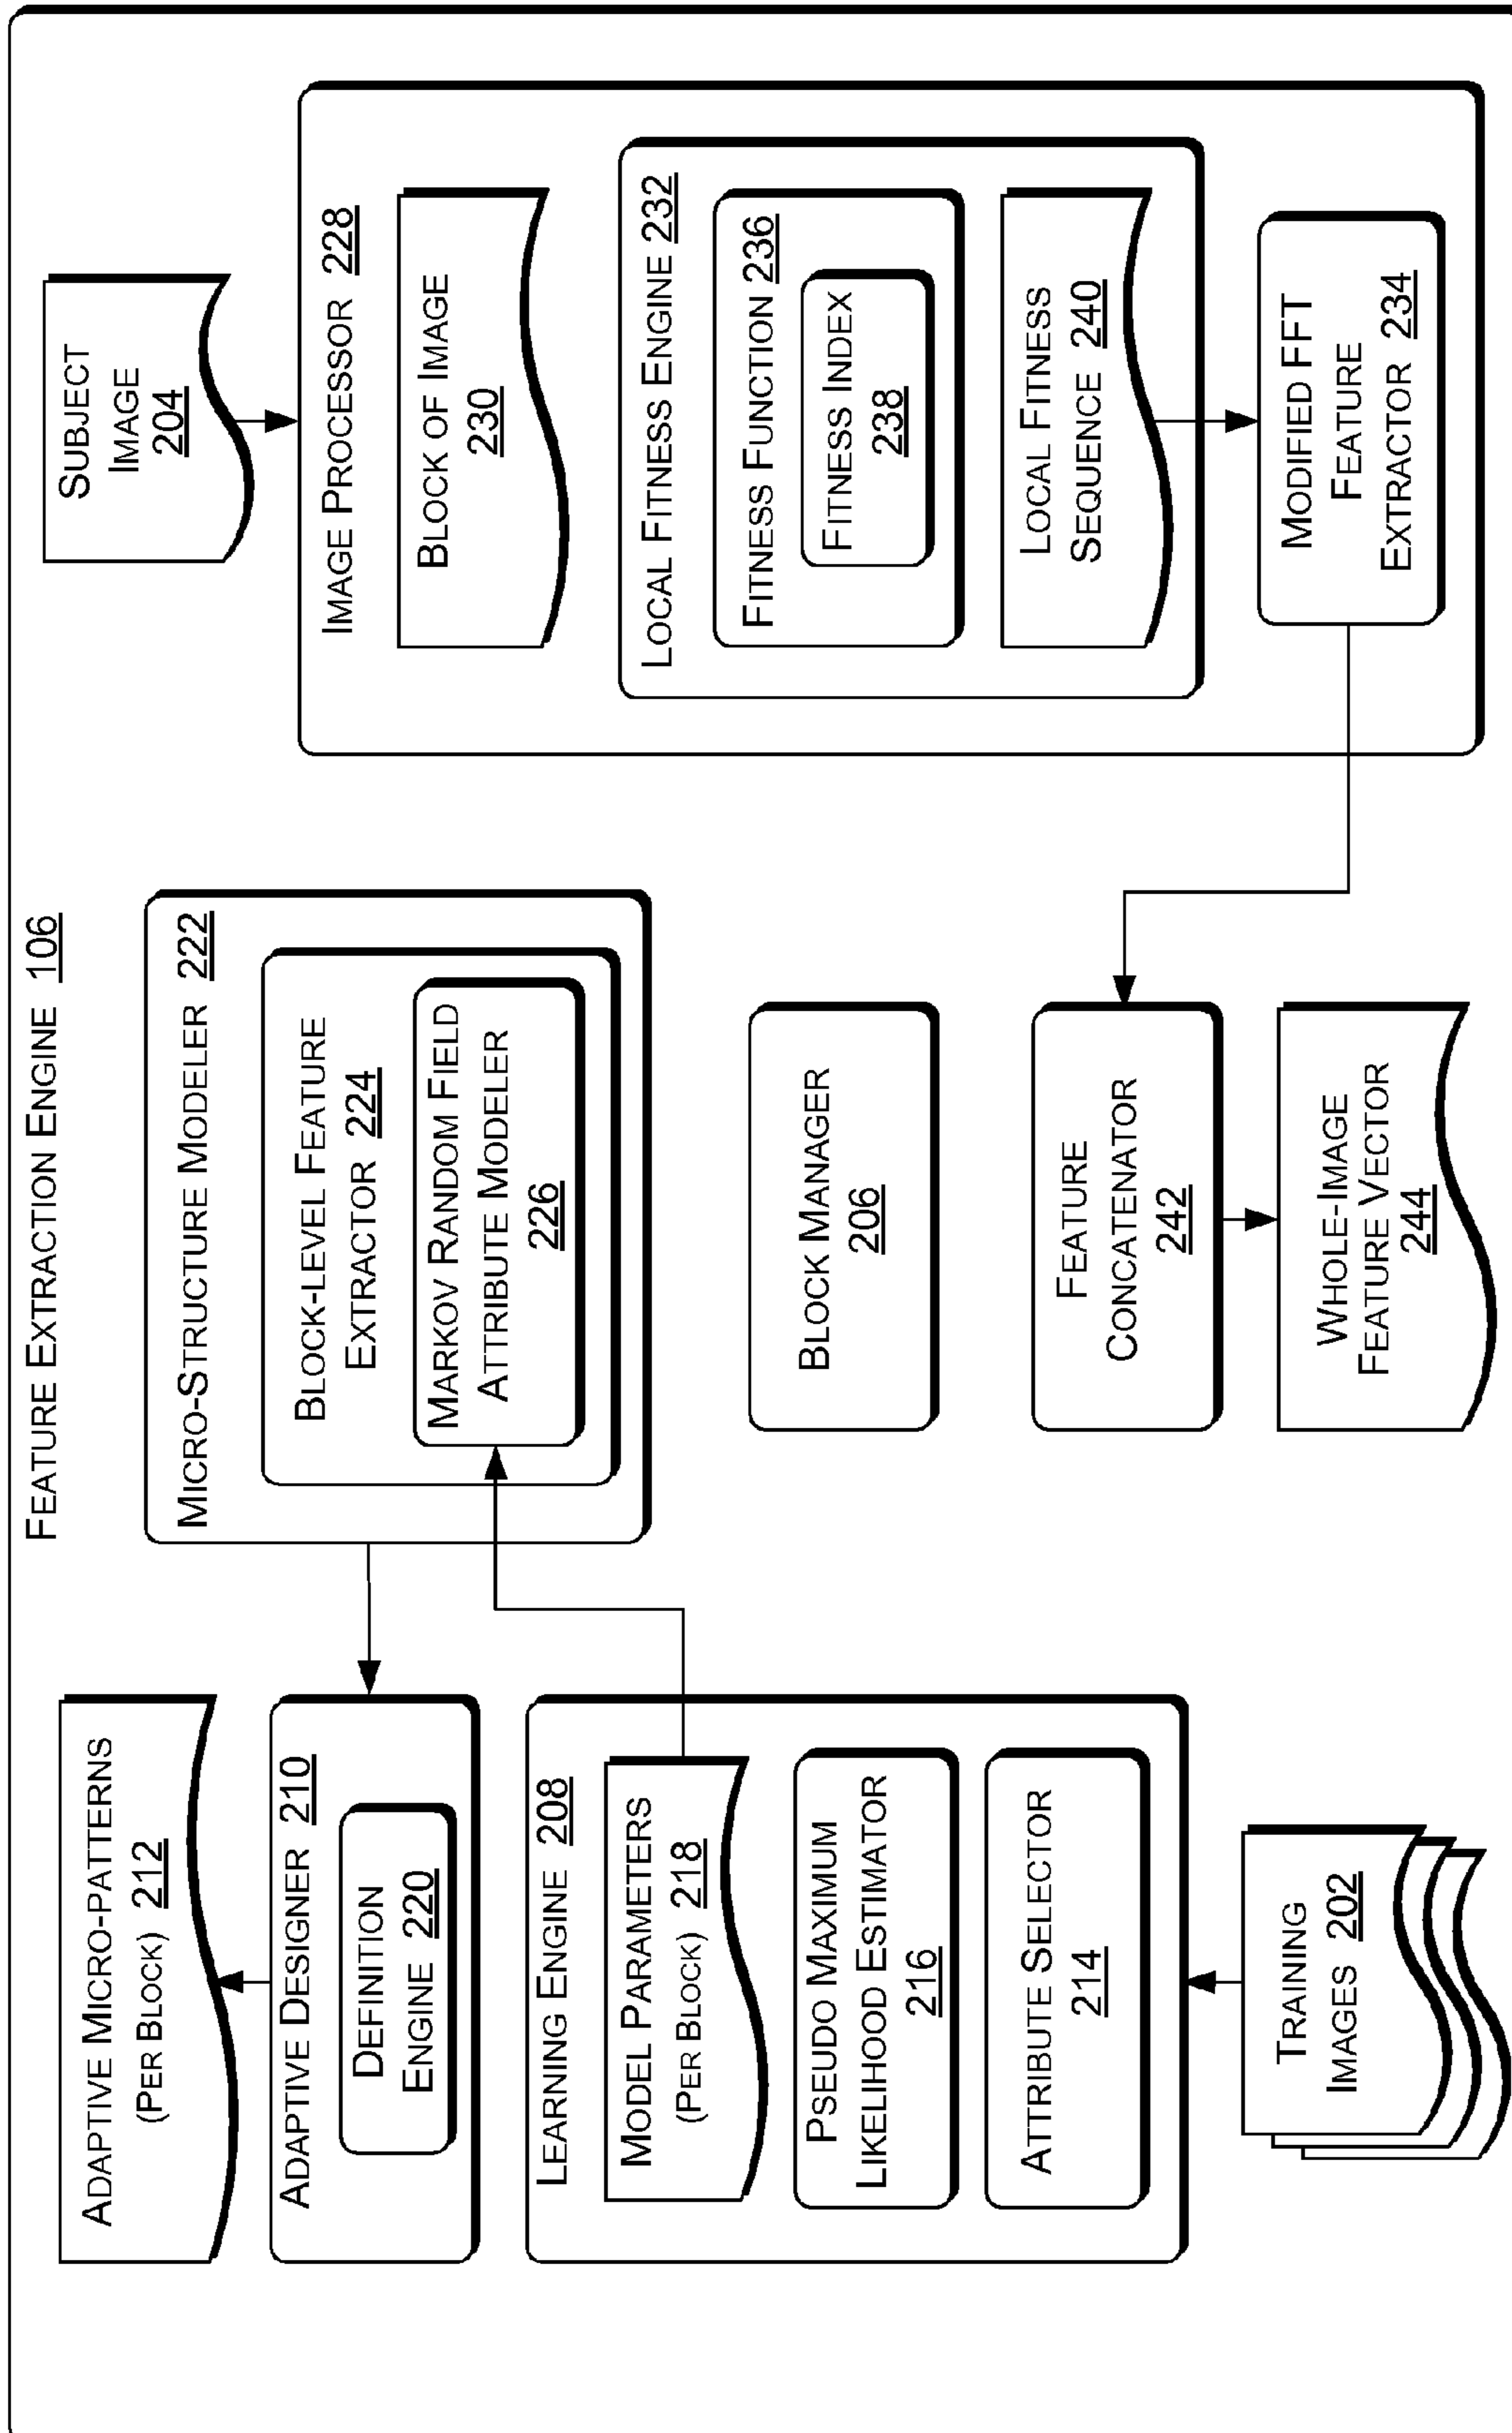 FEATURE EXTRACTION ENGINE 106
ADAPTIVE MICRO-PATTERNS
(PER BLOCK) 212
ADAPTIVE DESIGNER 210
DEFINITION
ENGINE 220
LEARNING ENGINE 208
MODEL PARAMETERS
(PER BLOCK) 218
PSEUDO MAXIMUM
LIKELIHOOD ESTIMATOR
216
ATTRIBUTE SELECTOR
214
TRAINING
IMAGES 202
MICRO-STRUCTURE MODELER 222
BLOCK-LEVEL FEATURE
EXTRACTOR 224
MARKOV RANDOM FIELD
ATTRIBUTE MODELER
226
BLOCK MANAGER
206
FEATURE
CONCATENATOR
242
WHOLE-IMAGE
FEATURE VECTOR
244
SUBJECT
IMAGE
204
IMAGE PROCESSOR 228
BLOCK OF IMAGE
230
LOCAL FITNESS ENGINE 232
FITNESS FUNCTION 236
FITNESS INDEX
238
LOCAL FITNESS
SEQUENCE 240
MODIFIED FFT
FEATURE
EXTRACTOR 234